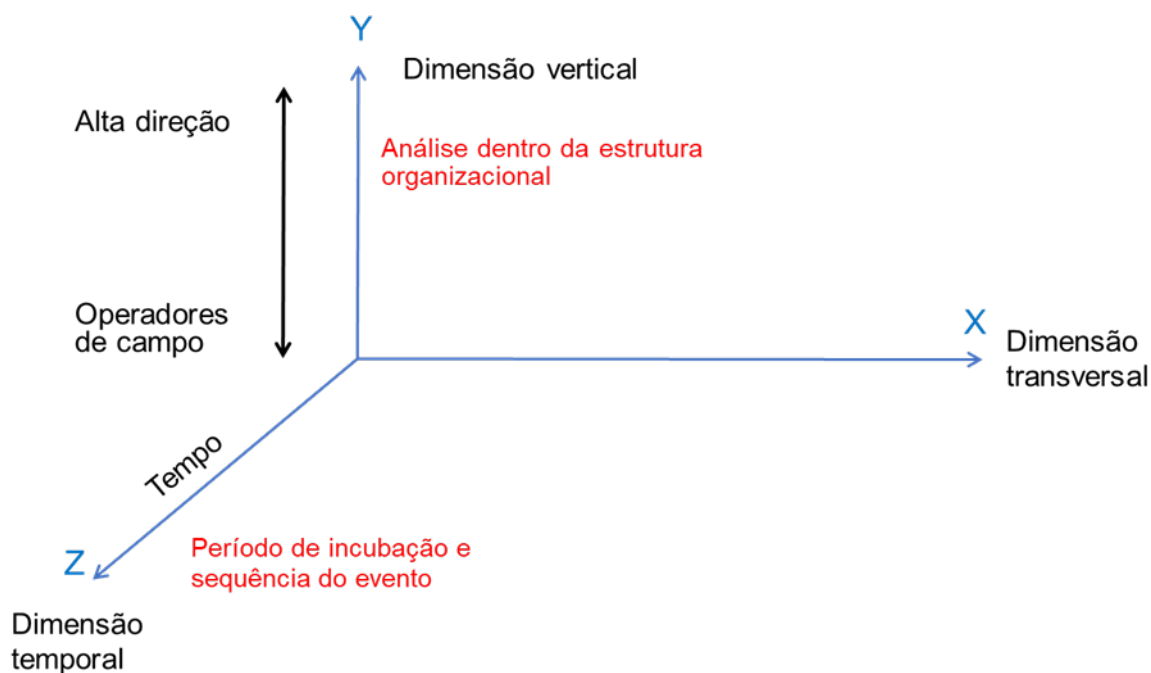 Y
Dimensão vertical
Alta direção
Análise dentro da estrutura
organizacional
Operadores
de campo
X
Dimensão
transversal
Tempo
Z
Período de incubação e
sequência do evento
Dimensão
temporal